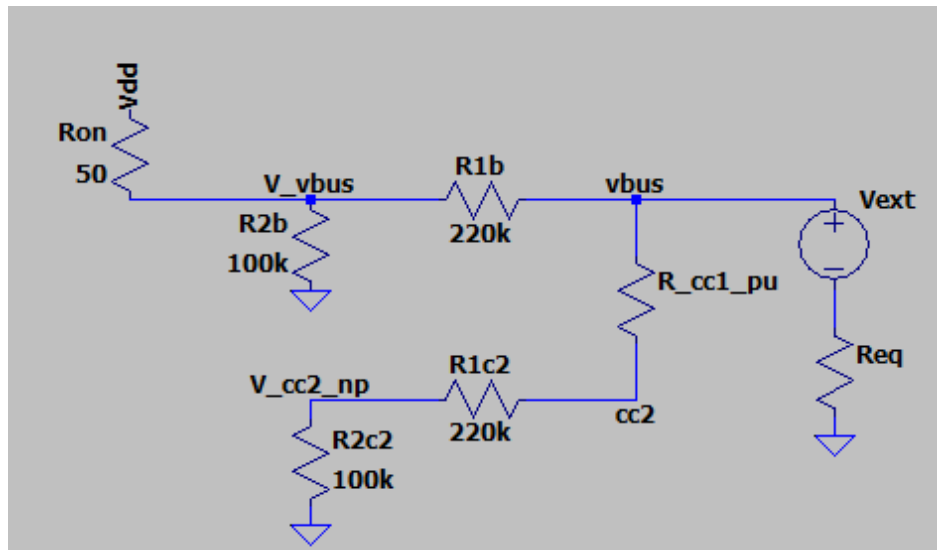 Vdd
Ron
50
V_vbus
R1b
220k
vbus
Vext
R2b
100k
R_cc1_pu
Req
V_cc2_np
R1c2
220k
cc2
R2c2
100k